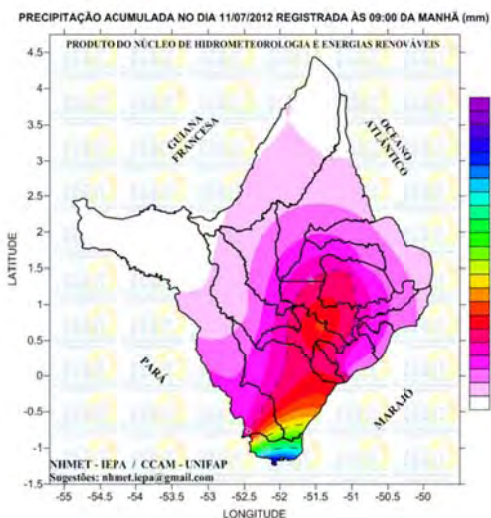 PRECIPITAÇÃO ACUMULADA NO DIA 11/07/2012 REGISTRADA ÀS 09:00 DA MANHÃ (mm)
PRODUTO DO NÚCLEO DE HIDROMETEOROLOGIA E ENERGIAS RENOVÁVEIS
4.5
4
3.5
3
2.5
2
1.5
1
0.5
0
-0.5
-1
-1.5
LATITUDE
GUIANA
FRANCESA
OCEANO
ATLÂNTICO
PARÁ
MARAJÓ
NHMET - IEPA / CCAM - UNIFAP
Sugestões: nhmet.iepa@gmail.com
-55
-54.5
-54
-53.5
-53
-52.5
-52
-51.5
-51
-50.5
-50
LONGITUDE